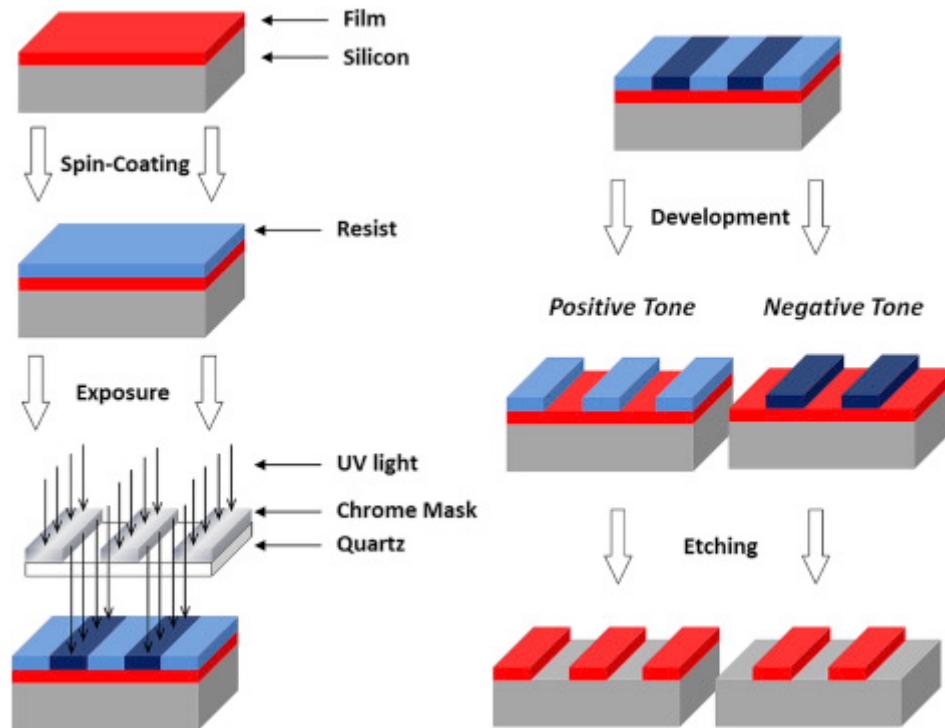 Film
Silicon
Spin-Coating
Resist
Exposure
UV light
Chrome Mask
Quartz
Development
Positive Tone
Negative Tone
Etching